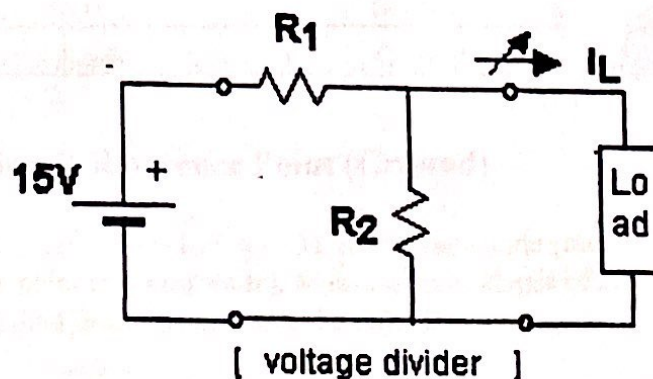 R1
IL
15V
+
R2
Lo
ad
[ voltage divider ]